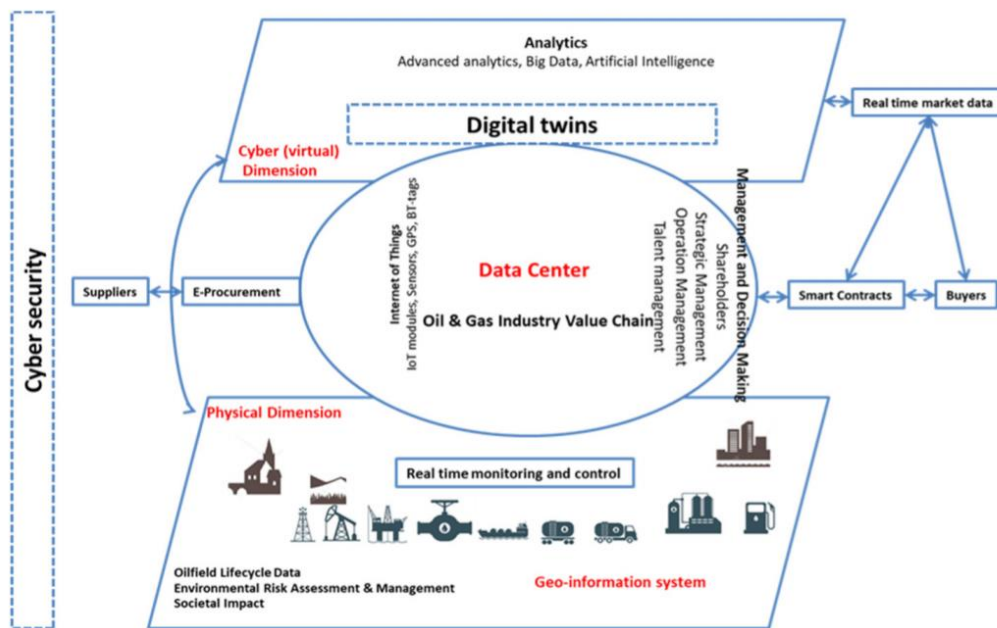 Analytics
Advanced analytics, Big Data, Artificial Intelligence
Digital twins
Cyber (virtual)
Dimension
Real time market data
Cyber security
Suppliers
E-Procurement
Internet of Things
IoT modules, Sensors, GPS, BT-tags
Data Center
Oil & Gas Industry Value Chain
Talent management
Operation Management
Strategic Management
Shareholders
Management and Decision Making
Smart Contracts
Buyers
Physical Dimension
Real time monitoring and control
Oilfield Lifecycle Data
Environmental Risk Assessment & Management
Societal Impact
Geo-information system